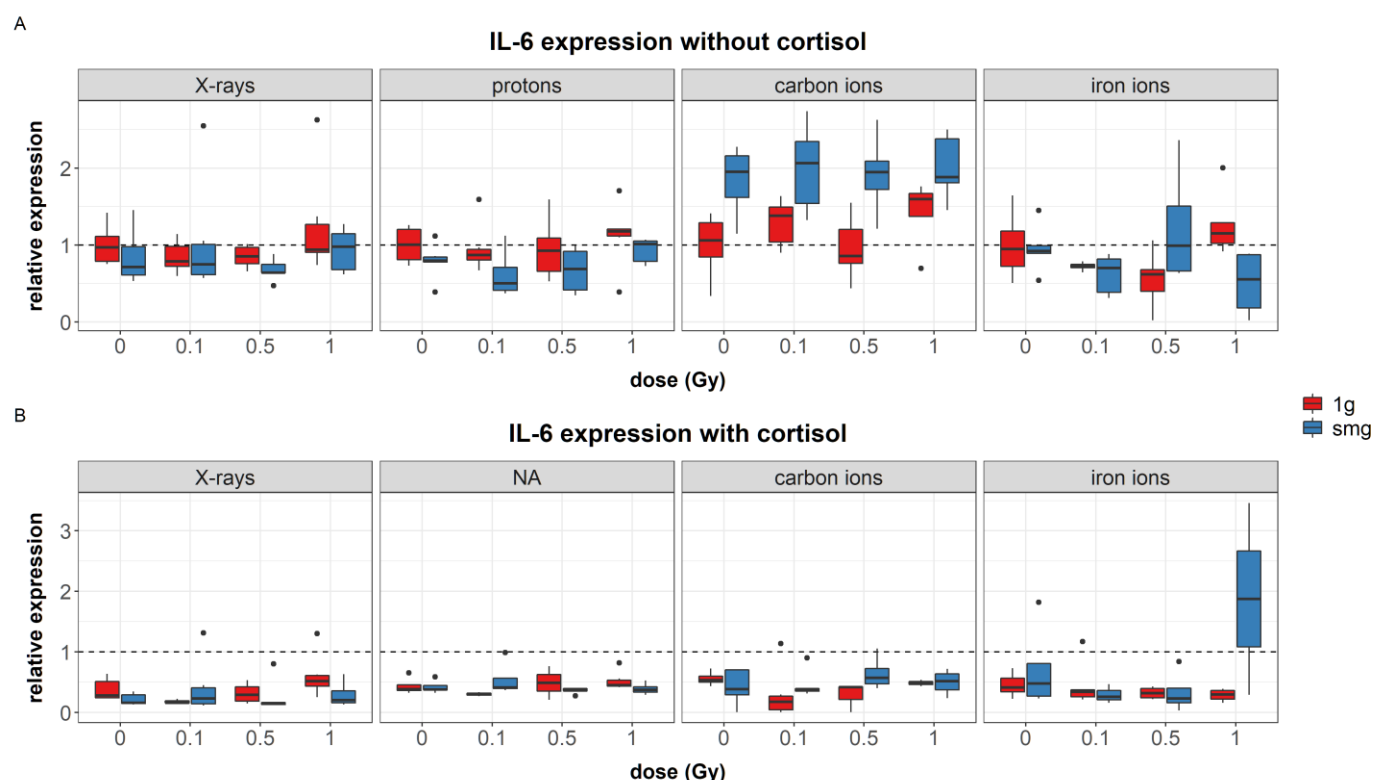 A
IL-6 expression without cortisol
X-rays protons carbon ions iron ions
relative expression
2
1
0
0 0.1 0.5 1 0 0.1 0.5 1 0 0.1 0.5 1 0 0.1 0.5 1
dose (Gy)
1g
smg
B
IL-6 expression with cortisol
X-rays NA carbon ions iron ions
relative expression
3
2
1
0
0 0.1 0.5 1 0 0.1 0.5 1 0 0.1 0.5 1 0 0.1 0.5 1
dose (Gy)